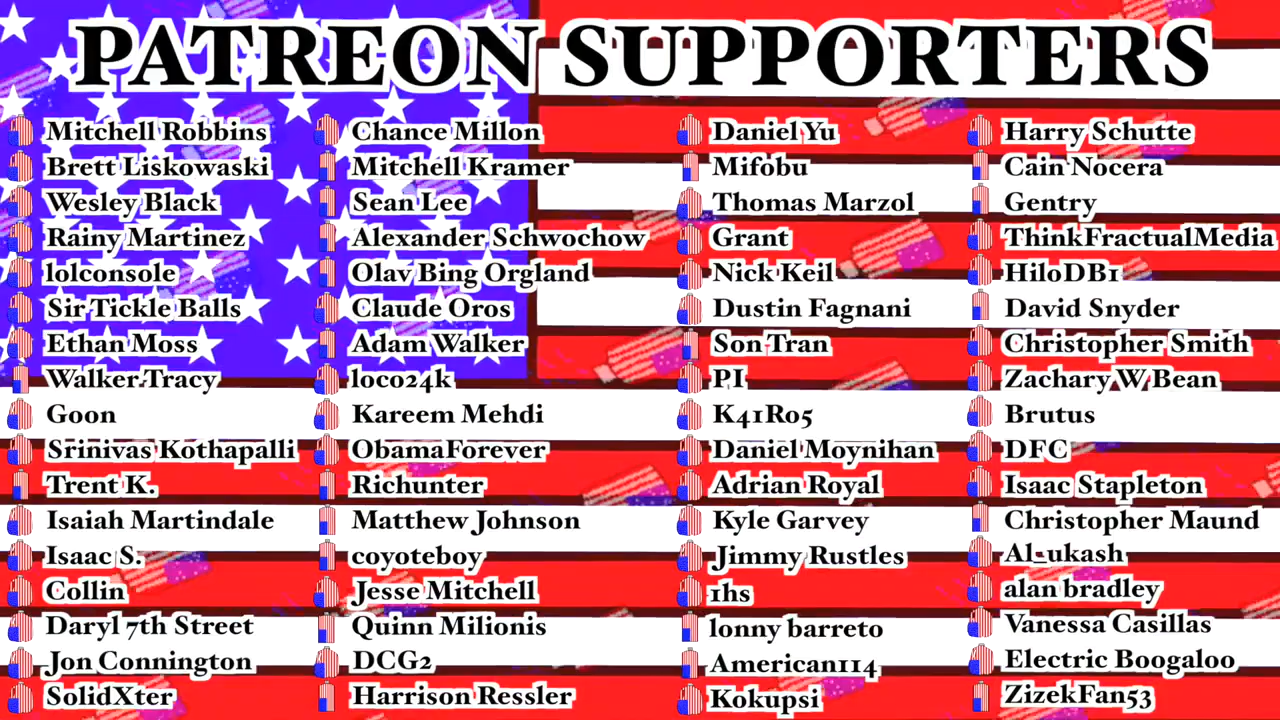 PATREON SUPPORTERS
Mitchell Robbins
Brett Liskowaski
Wesley Black
Rainy Martinez
lolconsole
Sir Tickle Balls
Ethan Moss
Walker Tracy
Goon
Srinivas Kothapalli
Trent K.
Isaiah Martindale
Isaac S.
Collin
Daryl 7th Street
Jon Connington
SolidXter
Chance Millon
Mitchell Kramer
Sean Lee
Alexander Schwochow
Olav Bing Orgland
Claude Oros
Adam Walker
loco24k
Kareem Mehdi
ObamaForever
Richunter
Matthew Johnson
coyoteboy
Jesse Mitchell
Quinn Milionis
DCG2
Harrison Ressler
Daniel Yu
Mifobu
Thomas Marzol
Grant
Nick Keil
Dustin Fagnani
Son Tran
PI
K41R05
Daniel Moynihan
Adrian Royal
Kyle Garvey
Jimmy Rustles
1hs
lonny barreto
American114
Kokupsi
Harry Schutte
Cain Nocera
Gentry
ThinkFractualMedia
HiloDB1
David Snyder
Christopher Smith
Zachary W Bean
Brutus
DFC
Isaac Stapleton
Christopher Maund
Al_ukash
alan bradley
Vanessa Casillas
Electric Boogaloo
ZizekFan53